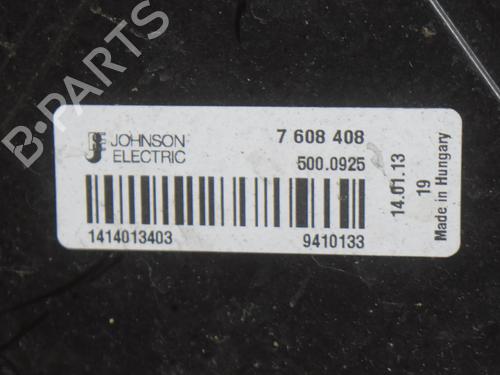 B-PARTS
JOHNSON
ELECTRIC
7 608 408
500.0925
1414013403
9410133
14.01.13
19
Made in Hungary